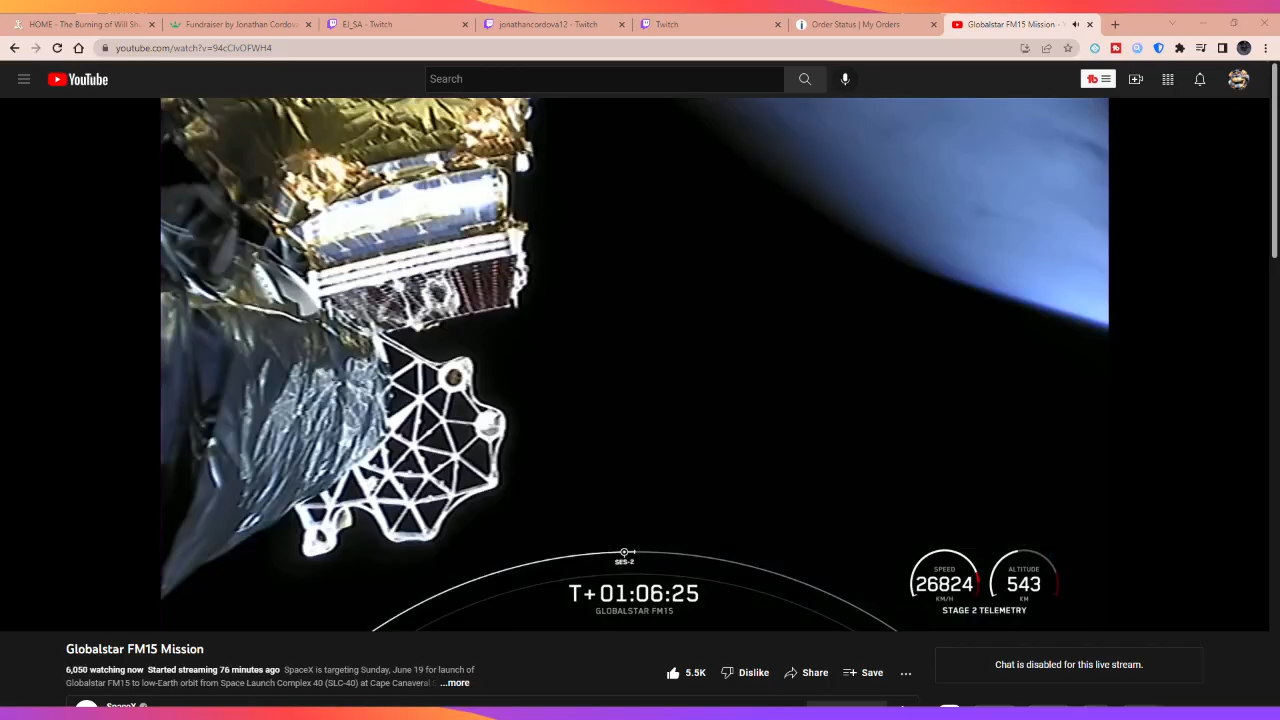 HOME - The Burning of Will Sh
Fundraiser by Jonathan Cordova
EJ_SA - Twitch
jonathancordova12 - Twitch
Twitch
Order Status | My Orders
Globalstar FM15 Mission - Y
youtube.com/watch?v=94cClvOFWH4
YouTube
Search
SES-2
T+ 01:06:25
GLOBALSTAR FM15
SPEED
26824
KM/H
ALTITUDE
543
KM
STAGE 2 TELEMETRY
Globalstar FM15 Mission
6,050 watching now Started streaming 76 minutes ago SpaceX is targeting Sunday, June 19 for launch of
Globalstar FM15 to low-Earth orbit from Space Launch Complex 40 (SLC-40) at Cape Canaveral ...more
5.5K
Dislike
Share
Save
Chat is disabled for this live stream.
SpaceX